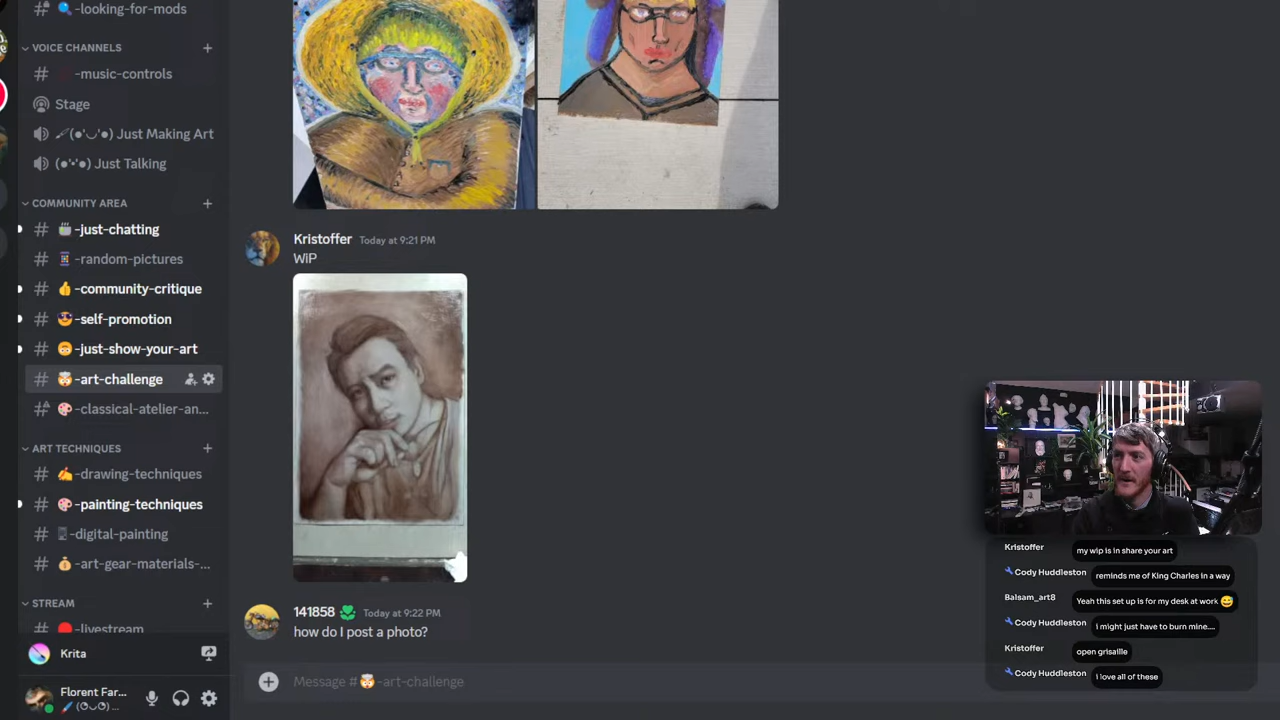 -looking-for-mods
VOICE CHANNELS
-music-controls
Stage
Just Making Art
Just Talking
COMMUNITY AREA
-just-chatting
-random-pictures
-community-critique
-self-promotion
-just-show-your-art
-art-challenge
-classical-atelier-an...
ART TECHNIQUES
-drawing-techniques
-painting-techniques
-digital-painting
-art-gear-materials-...
STREAM
-livestream
Krita
Florent Far...
Kristoffer Today at 9:21 PM
WiP
141858 Today at 9:22 PM
how do I post a photo?
Message # -art-challenge
Kristoffer my wip is in share your art
Cody Huddleston reminds me of King Charles in a way
Balsam_art8 Yeah this set up is for my desk at work 😅
Cody Huddleston i might just have to burn mine....
Kristoffer open grisaille
Cody Huddleston i love all of these